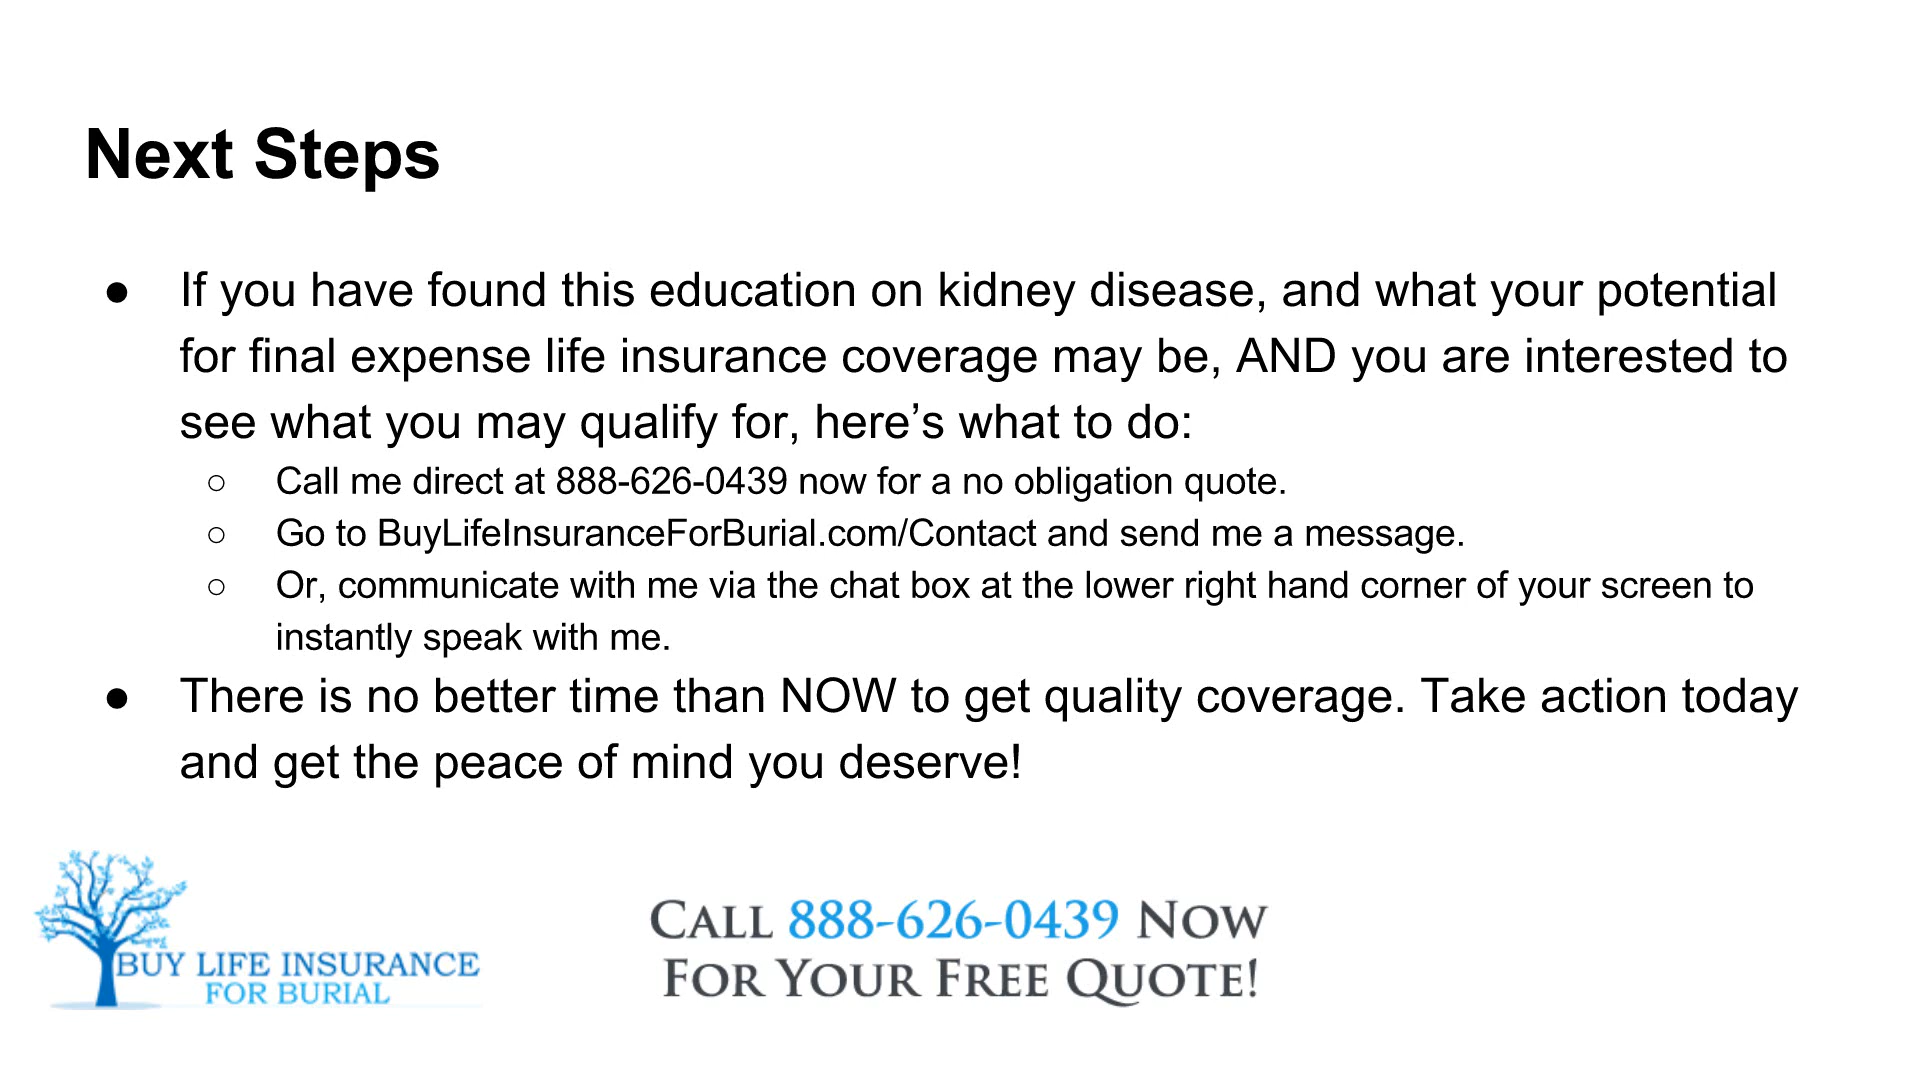 Next Steps
● If you have found this education on kidney disease, and what your potential
for final expense life insurance coverage may be, AND you are interested to
see what you may qualify for, here’s what to do:
○ Call me direct at 888-626-0439 now for a no obligation quote.
○ Go to BuyLifeInsuranceForBurial.com/Contact and send me a message.
○ Or, communicate with me via the chat box at the lower right hand corner of your screen to
instantly speak with me.
● There is no better time than NOW to get quality coverage. Take action today
and get the peace of mind you deserve!
BUY LIFE INSURANCE
FOR BURIAL
CALL 888-626-0439 NOW
FOR YOUR FREE QUOTE!